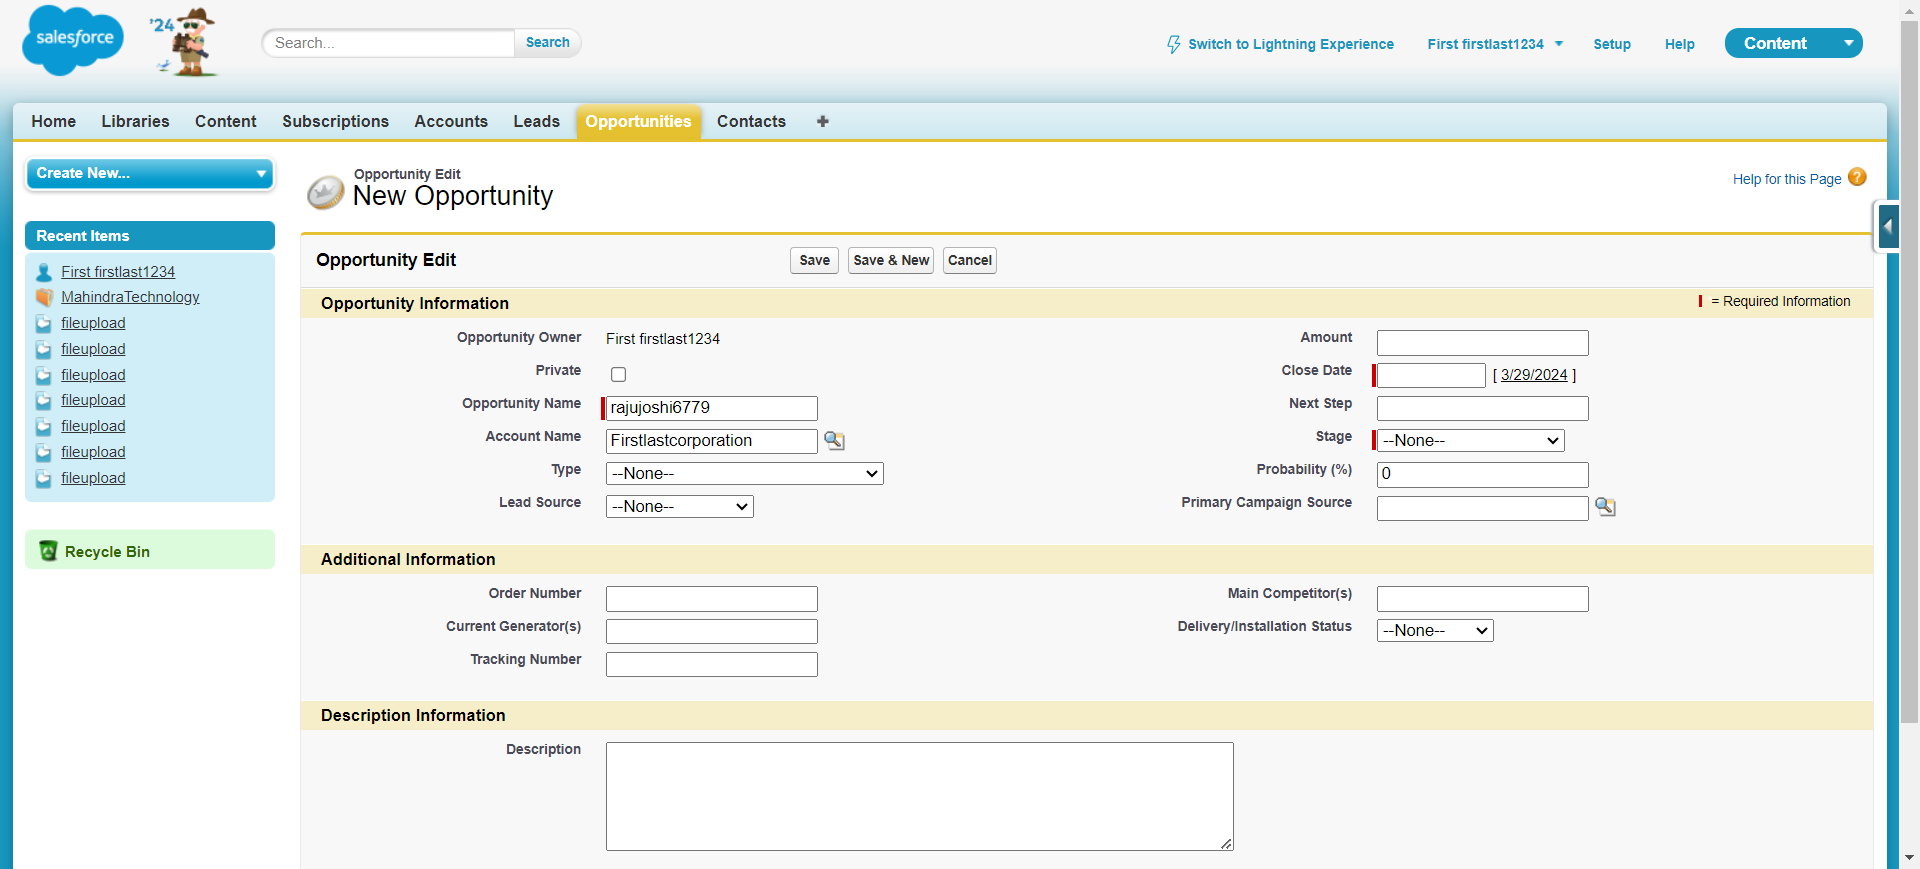 salesforce
'24
Search...
Search
Switch to Lightning Experience
First firstlast1234
Setup
Help
Content
Home
Libraries
Content
Subscriptions
Accounts
Leads
Opportunities
Contacts
+
Create New...
Recent Items
First firstlast1234
MahindraTechnology
fileupload
fileupload
fileupload
fileupload
fileupload
fileupload
fileupload
Recycle Bin
Opportunity Edit
New Opportunity
Help for this Page ?
Opportunity Edit
Save
Save & New
Cancel
Opportunity Information
= Required Information
Opportunity Owner
First firstlast1234
Amount
Private
Close Date
[ 3/29/2024 ]
Opportunity Name
rajujoshi6779
Next Step
Account Name
Firstlastcorporation
Stage
--None--
Type
--None--
Probability (%)
0
Lead Source
--None--
Primary Campaign Source
Additional Information
Order Number
Main Competitor(s)
Current Generator(s)
Delivery/Installation Status
--None--
Tracking Number
Description Information
Description